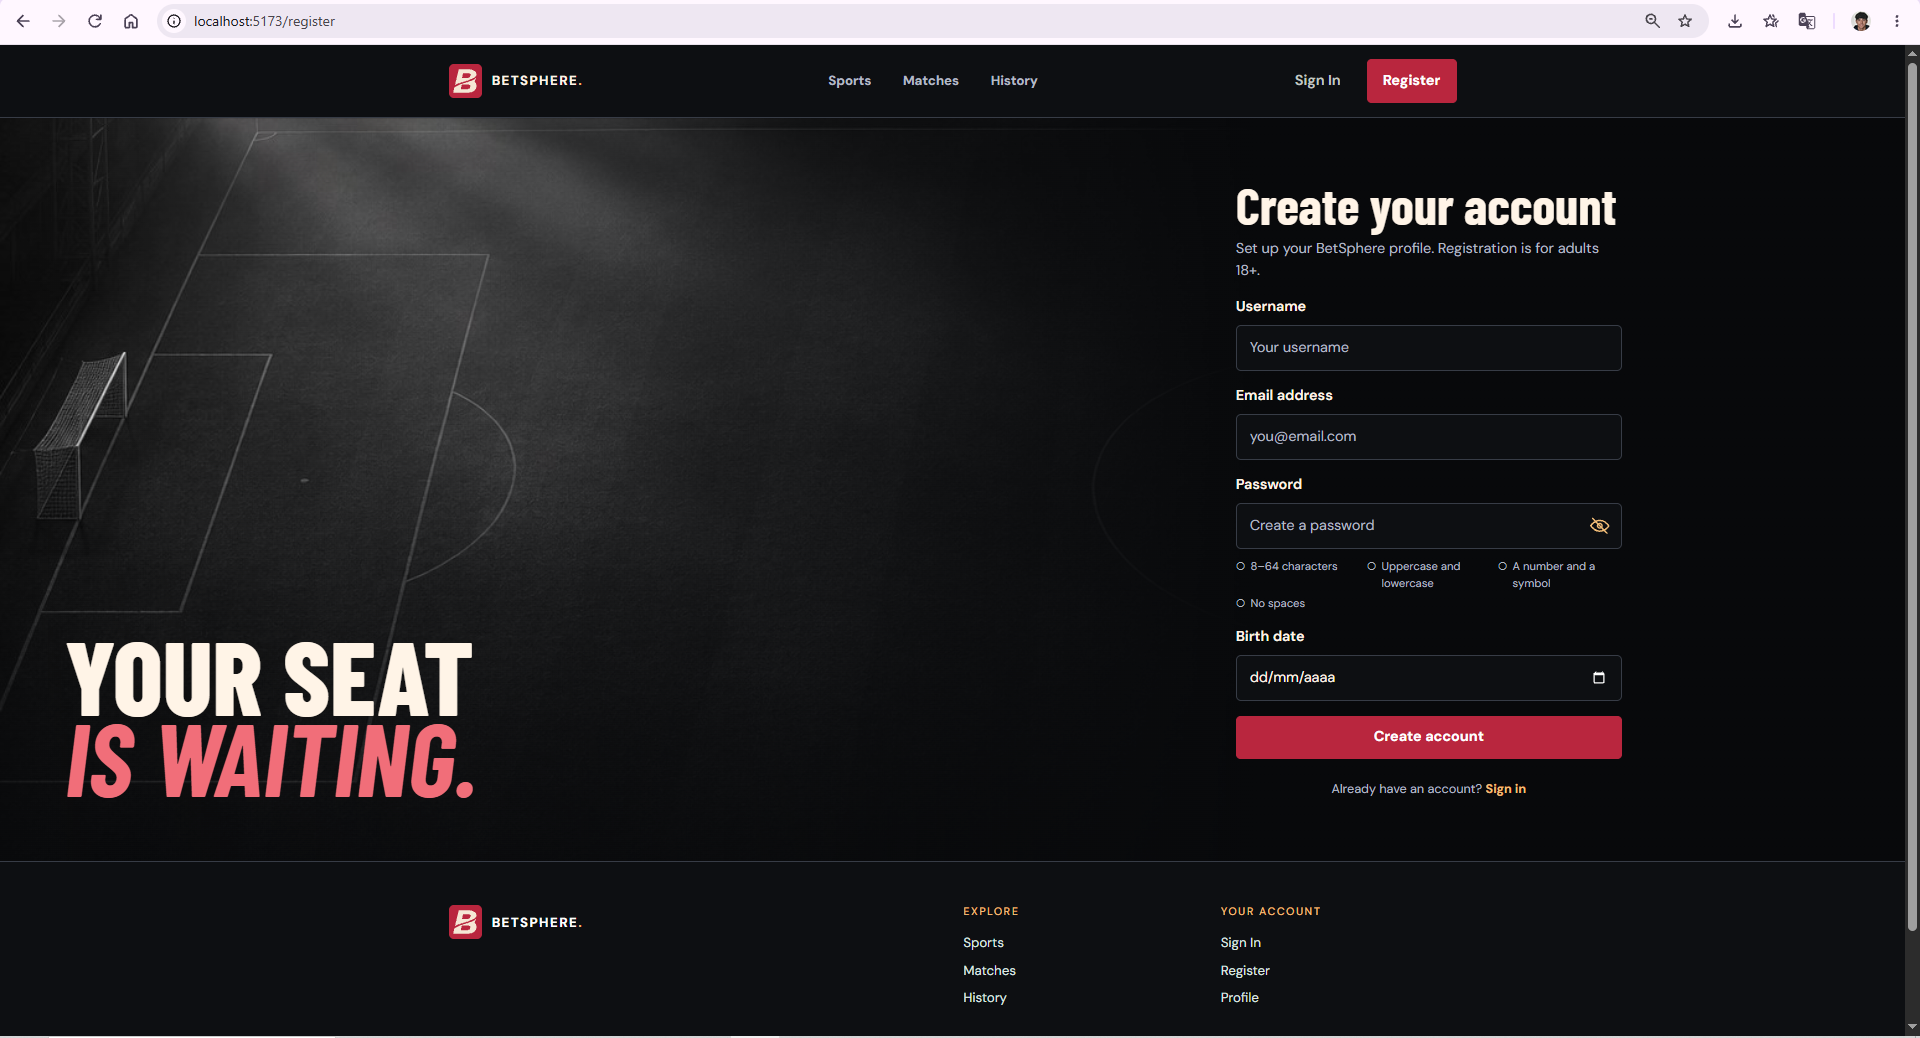 localhost:5173/register
BETSPHERE.
Sports
Matches
History
Sign In
Register
Create your account
Set up your BetSphere profile. Registration is for adults
18+.
Username
Your username
Email address
you@email.com
Password
Create a password
8–64 characters
Uppercase and
lowercase
A number and a
symbol
No spaces
Birth date
dd/mm/aaaa
Create account
Already have an account? Sign in
YOUR SEAT
IS WAITING.
BETSPHERE.
EXPLORE
Sports
Matches
History
YOUR ACCOUNT
Sign In
Register
Profile